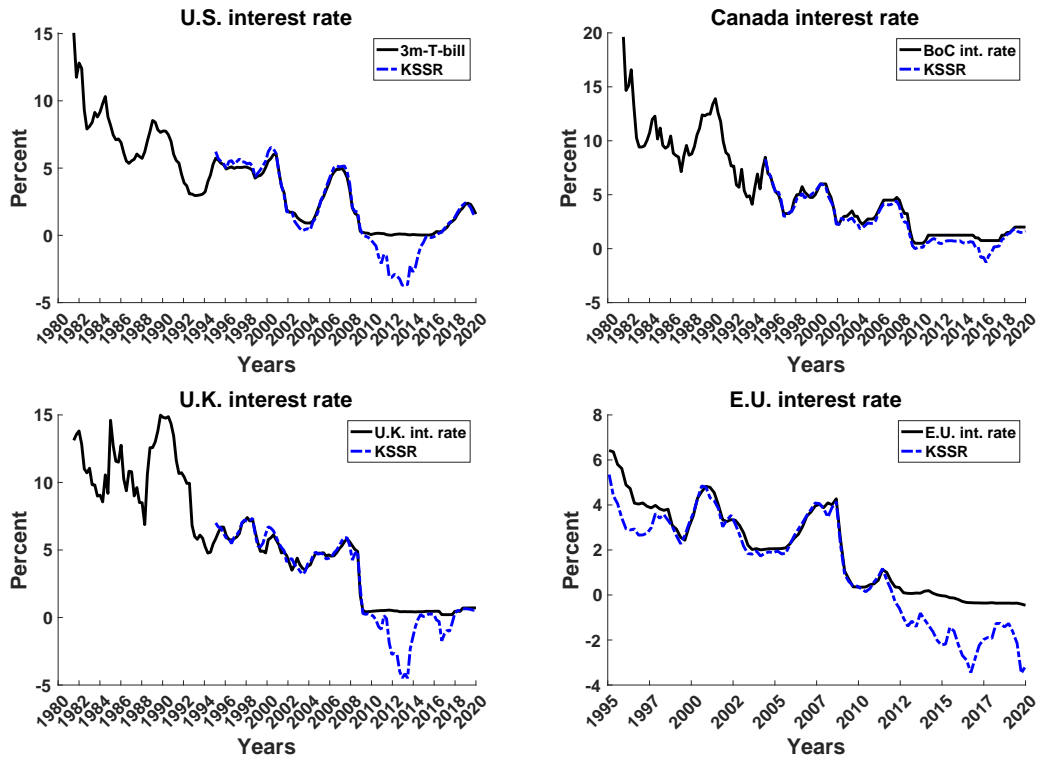 U.S. interest rate
15
10
5
0
-5
Percent
3m-T-bill
KSSR
1980 1982 1984 1986 1988 1990 1992 1994 1996 1998 2000 2002 2004 2006 2008 2010 2012 2014 2016 2018 2020
Years
Canada interest rate
20
15
10
5
0
-5
Percent
BoC int. rate
KSSR
1980 1982 1984 1986 1988 1990 1992 1994 1996 1998 2000 2002 2004 2006 2008 2010 2012 2014 2016 2018 2020
Years
U.K. interest rate
15
10
5
0
-5
Percent
U.K. int. rate
KSSR
1980 1982 1984 1986 1988 1990 1992 1994 1996 1998 2000 2002 2004 2006 2008 2010 2012 2014 2016 2018 2020
Years
E.U. interest rate
8
6
4
2
0
-2
-4
Percent
E.U. int. rate
KSSR
1995 1997 2000 2002 2005 2007 2010 2012 2015 2017 2020
Years